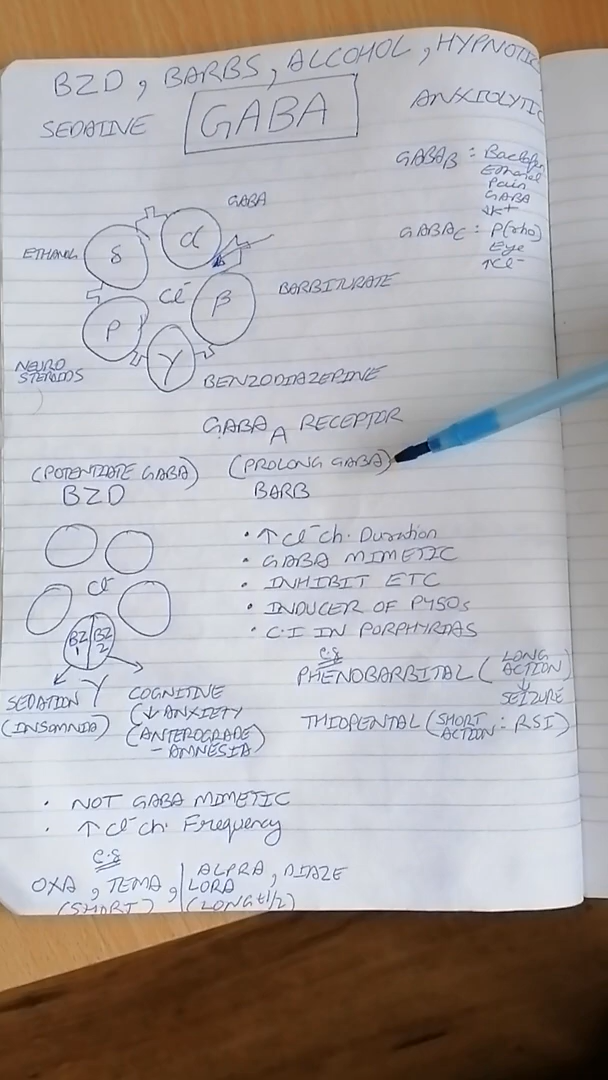 BZD, BARBS, ALCOHOL, HYPNOTIC
SEDATIVE
GABA
ANXIOLYTIC
GABA_B : Baclofen
Ethanol
Pain
GABA
↓K+
GABA_C : ρ(rho)
Eye
↑Cl-
GABA
ETHANOL
δ
α
Cl-
β
BARBITURATE
ρ
γ
NEURO
STEROIDS
BENZODIAZEPINE
GABA_A RECEPTOR
(POTENTIATE GABA)
BZD
(PROLONG GABA)
BARB
Cl-
BZ1
BZ2
γ
SEDATION
(INSOMNIA)
COGNITIVE
(↓ANXIETY
(ANTEROGRADE)
- AMNESIA)
• ↑Cl- ch. Duration
• GABA MIMETIC
• INHIBIT ETC
• INDUCER OF P450s
• C.I IN PORPHYRIAS
e.g
PHENOBARBITAL (LONG ACTION)
↓
SEIZURE
THIOPENTAL (SHORT ACTION: RSI)
• NOT GABA MIMETIC
• ↑Cl- ch. Frequency
e.g
OXA, TEMA, | ALPRA, DIAZE
LORA
(SHORT) (LONG t1/2)